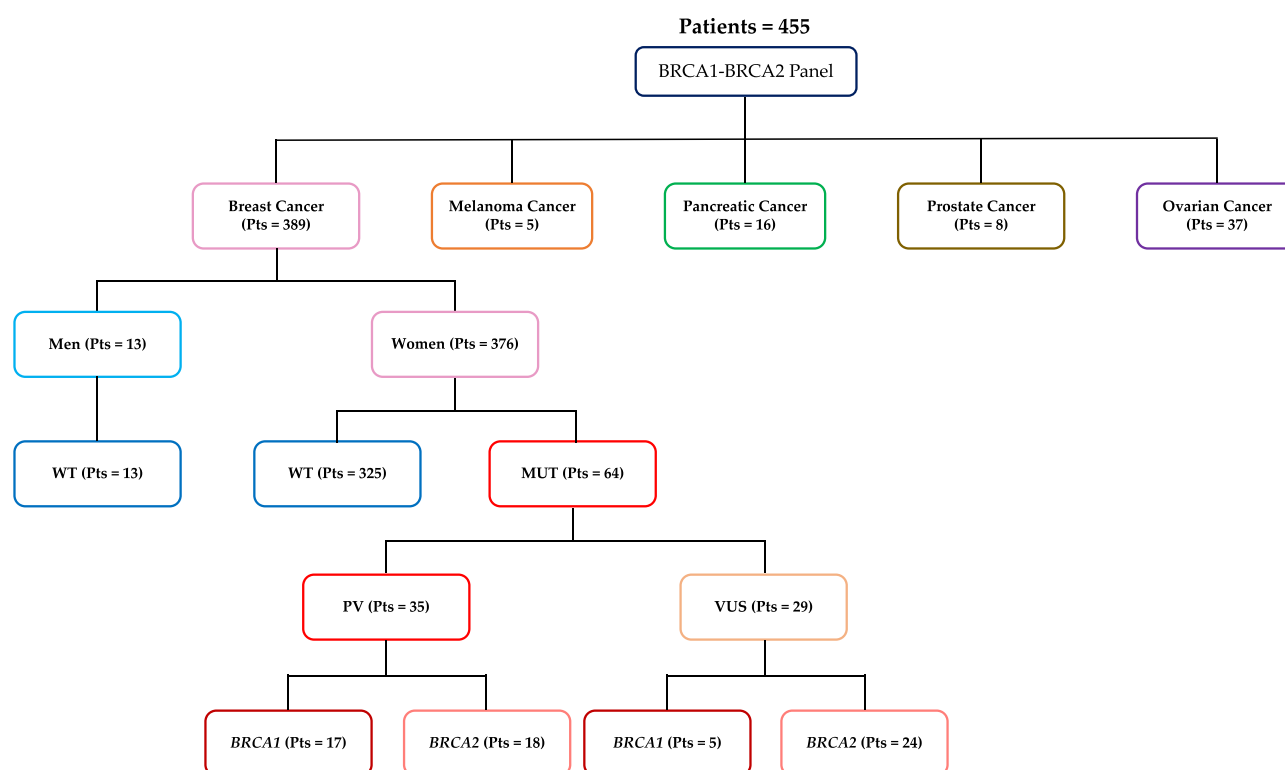 Patients = 455
BRCA1-BRCA2 Panel
Breast Cancer
(Pts = 389)
Melanoma Cancer
(Pts = 5)
Pancreatic Cancer
(Pts = 16)
Prostate Cancer
(Pts = 8)
Ovarian Cancer
(Pts = 37)
Men (Pts = 13)
Women (Pts = 376)
WT (Pts = 13)
WT (Pts = 325)
MUT (Pts = 64)
PV (Pts = 35)
VUS (Pts = 29)
BRCA1 (Pts = 17)
BRCA2 (Pts = 18)
BRCA1 (Pts = 5)
BRCA2 (Pts = 24)